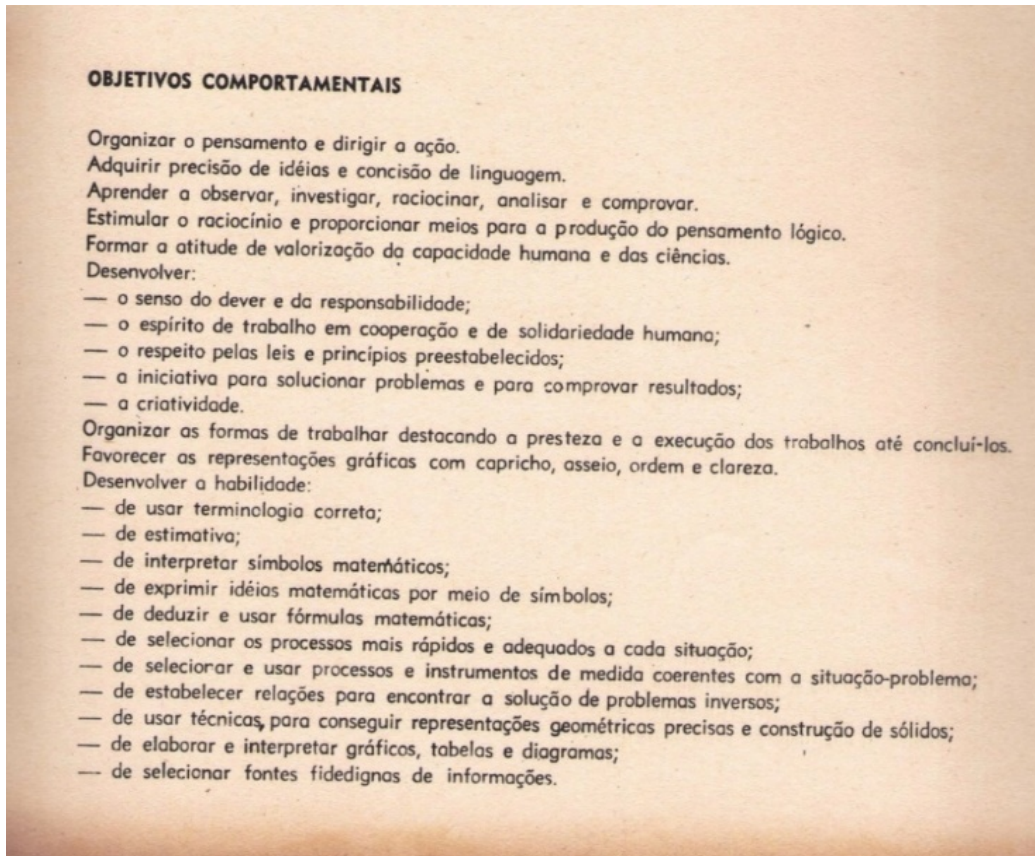 OBJETIVOS COMPORTAMENTAIS
Organizar o pensamento e dirigir a ação.
Adquirir precisão de idéias e concisão de linguagem.
Aprender a observar, investigar, raciocinar, analisar e comprovar.
Estimular o raciocínio e proporcionar meios para a produção do pensamento lógico.
Formar a atitude de valorização da capacidade humana e das ciências.
Desenvolver:
— o senso do dever e da responsabilidade;
— o espírito de trabalho em cooperação e de solidariedade humana;
— o respeito pelas leis e princípios preestabelecidos;
— a iniciativa para solucionar problemas e para comprovar resultados;
— a criatividade.
Organizar as formas de trabalhar destacando a presteza e a execução dos trabalhos até concluí-los.
Favorecer as representações gráficas com capricho, asseio, ordem e clareza.
Desenvolver a habilidade:
— de usar terminologia correta;
— de estimativa;
— de interpretar símbolos matemáticos;
— de exprimir idéias matemáticas por meio de símbolos;
— de deduzir e usar fórmulas matemáticas;
— de selecionar os processos mais rápidos e adequados a cada situação;
— de selecionar e usar processos e instrumentos de medida coerentes com a situação-problema;
— de estabelecer relações para encontrar a solução de problemas inversos;
— de usar técnicas, para conseguir representações geométricas precisas e construção de sólidos;
— de elaborar e interpretar gráficos, tabelas e diagramas;
— de selecionar fontes fidedignas de informações.